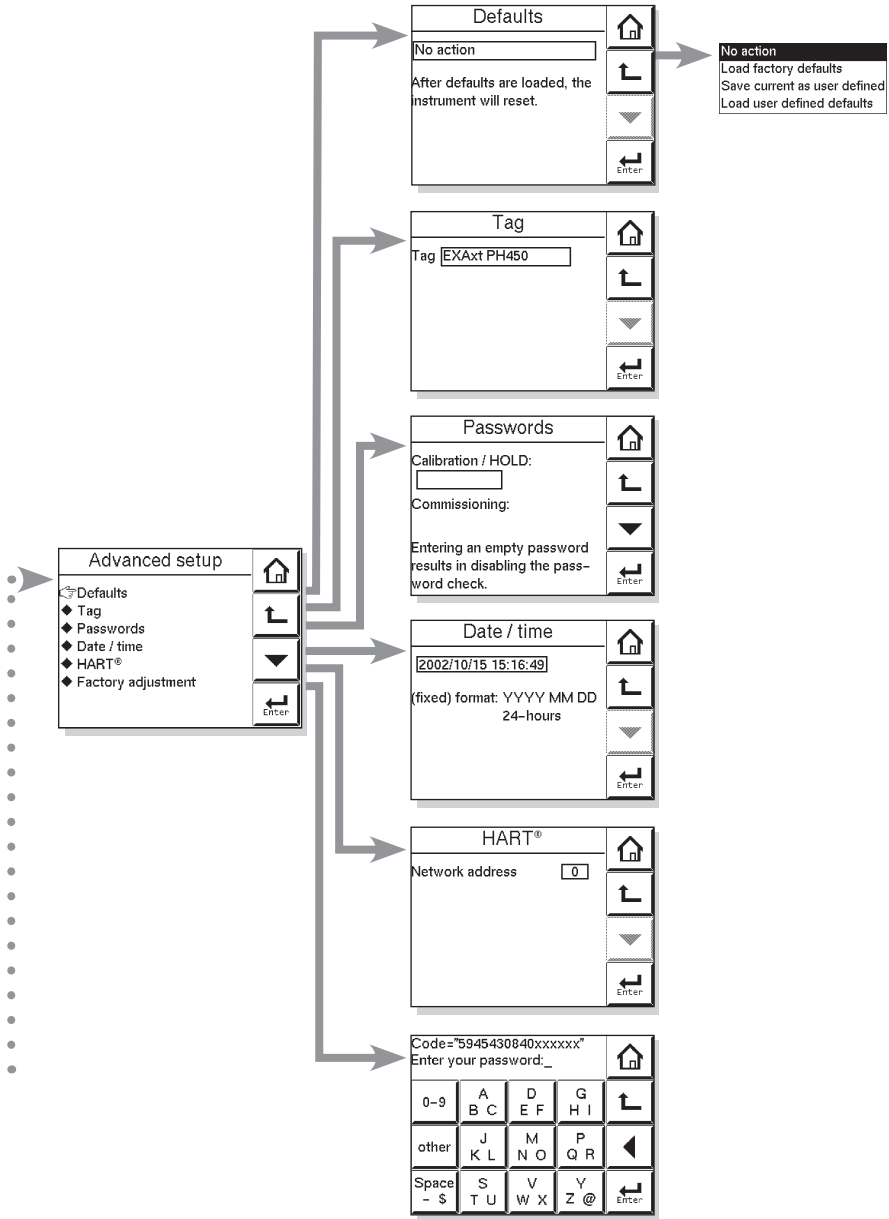 Defaults
No action
After defaults are loaded, the
instrument will reset.
Enter
No action
Load factory defaults
Save current as user defined
Load user defined defaults
Tag
Tag EXAxt PH450
Enter
Passwords
Calibration / HOLD:
Commissioning:
Entering an empty password
results in disabling the pass-
word check.
Enter
Advanced setup
Defaults
Tag
Passwords
Date / time
HART®
Factory adjustment
Enter
Date / time
2002/10/15 15:16:49
(fixed) format: YYYY MM DD
24-hours
Enter
HART®
Network address 0
Enter
Code="5945430840xxxxxx"
Enter your password:_
0-9 A B C D E F G H I
other J K L M N O P Q R
Space - $ S T U V W X Y Z @
Enter